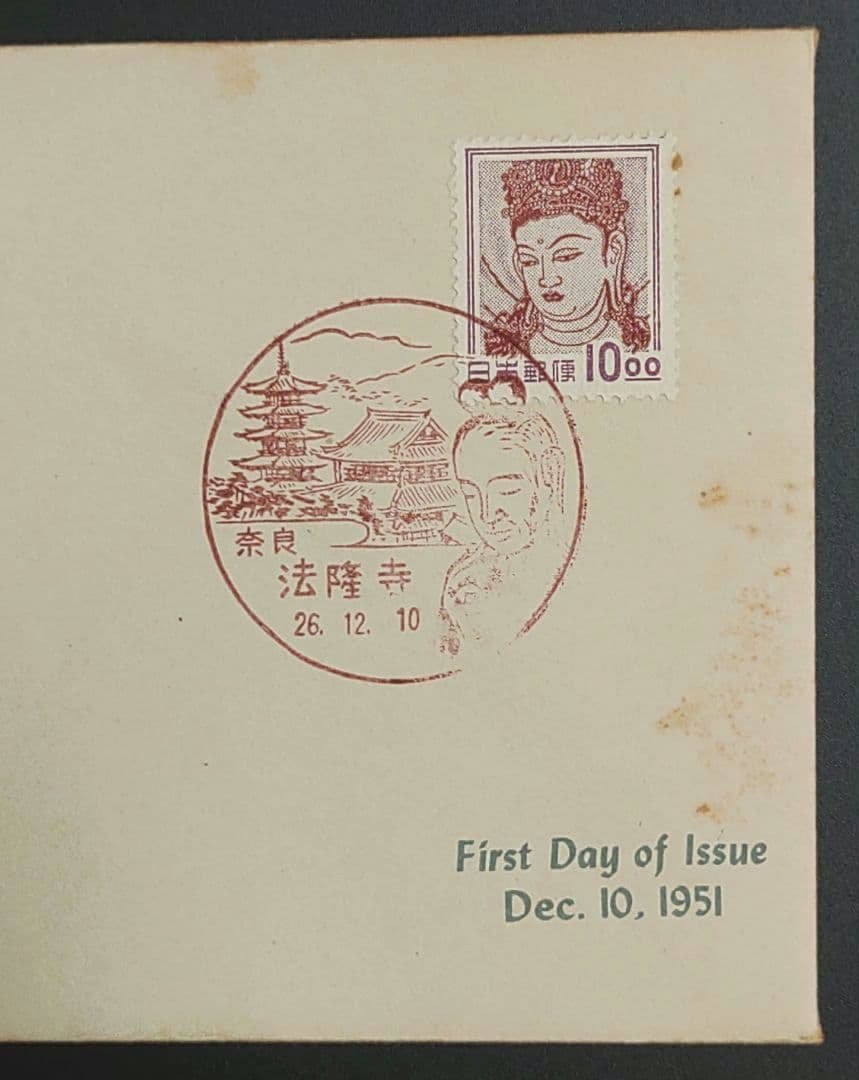 日本郵便 10.00
奈良
法隆寺
26. 12. 10
First Day of Issue
Dec. 10, 1951